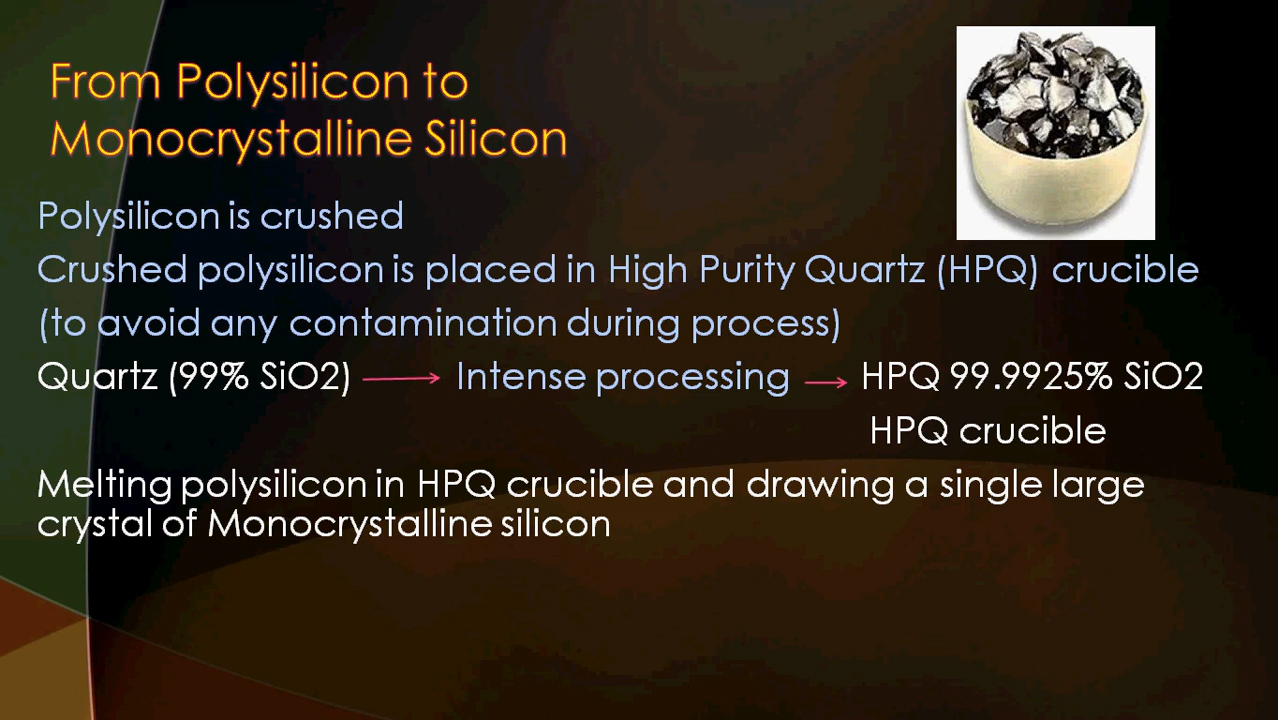 From Polysilicon to
Monocrystalline Silicon
Polysilicon is crushed
Crushed polysilicon is placed in High Purity Quartz (HPQ) crucible
(to avoid any contamination during process)
Quartz (99% SiO2) → Intense processing → HPQ 99.9925% SiO2
HPQ crucible
Melting polysilicon in HPQ crucible and drawing a single large
crystal of Monocrystalline silicon